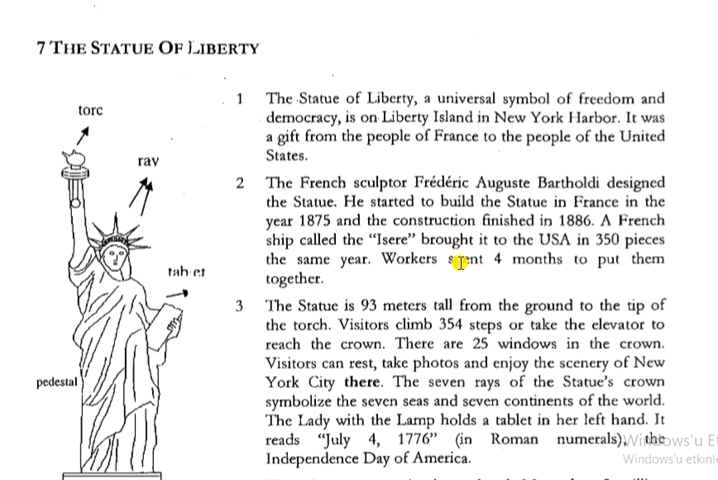 7 THE STATUE OF LIBERTY
torc
ray
tablet
pedestal
1 The Statue of Liberty, a universal symbol of freedom and
democracy, is on Liberty Island in New York Harbor. It was
a gift from the people of France to the people of the United
States.
2 The French sculptor Frédéric Auguste Bartholdi designed
the Statue. He started to build the Statue in France in the
year 1875 and the construction finished in 1886. A French
ship called the “Isere” brought it to the USA in 350 pieces
the same year. Workers spent 4 months to put them
together.
3 The Statue is 93 meters tall from the ground to the tip of
the torch. Visitors climb 354 steps or take the elevator to
reach the crown. There are 25 windows in the crown.
Visitors can rest, take photos and enjoy the scenery of New
York City there. The seven rays of the Statue’s crown
symbolize the seven seas and seven continents of the world.
The Lady with the Lamp holds a tablet in her left hand. It
reads “July 4, 1776” (in Roman numerals), the
Independence Day of America.
Windows'u Et
Windows'u etkinle